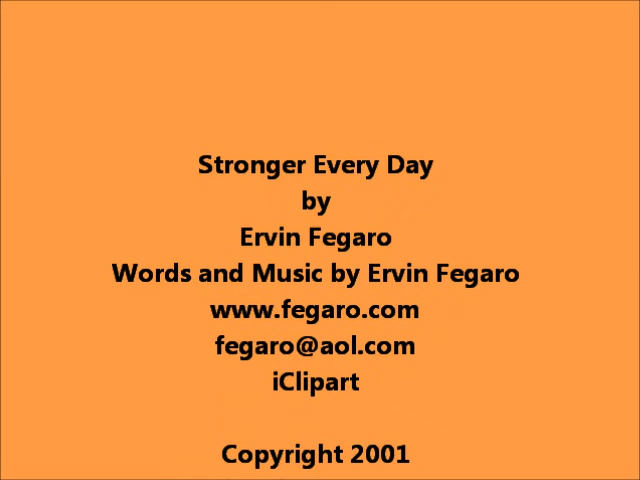 Stronger Every Day
by
Ervin Fegaro
Words and Music by Ervin Fegaro
www.fegaro.com
fegaro@aol.com
iClipart
Copyright 2001